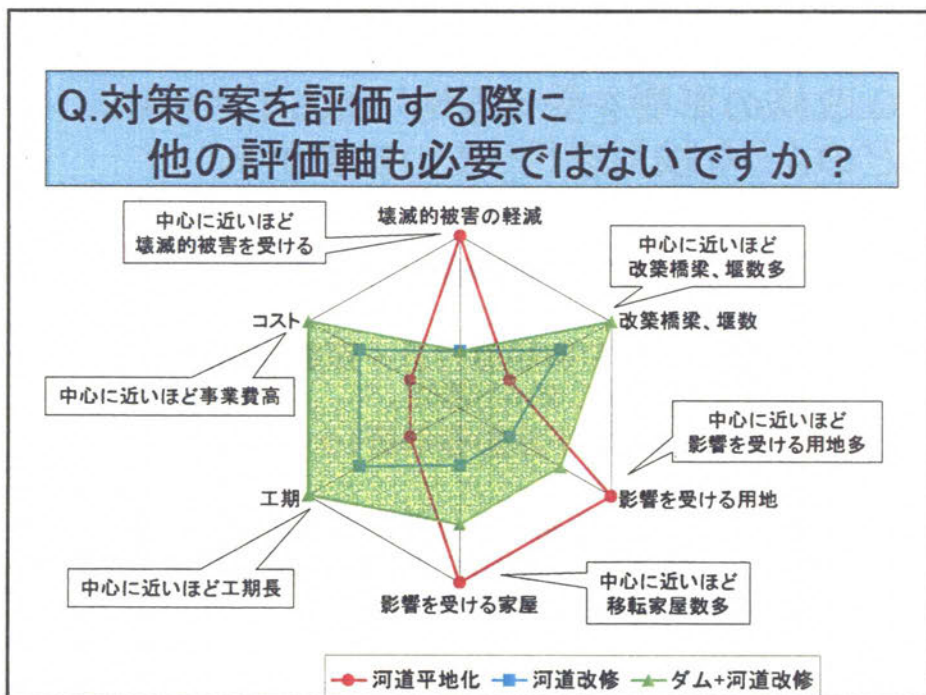 Q.対策6案を評価する際に
他の評価軸も必要ではないですか？
中心に近いほど
壊滅的被害を受ける
壊滅的被害の軽減
中心に近いほど
改築橋梁、堰数多
コスト
改築橋梁、堰数
中心に近いほど事業費高
中心に近いほど
影響を受ける用地多
工期
影響を受ける用地
中心に近いほど工期長
影響を受ける家屋
中心に近いほど
移転家屋数多
河道平地化
河道改修
ダム+河道改修